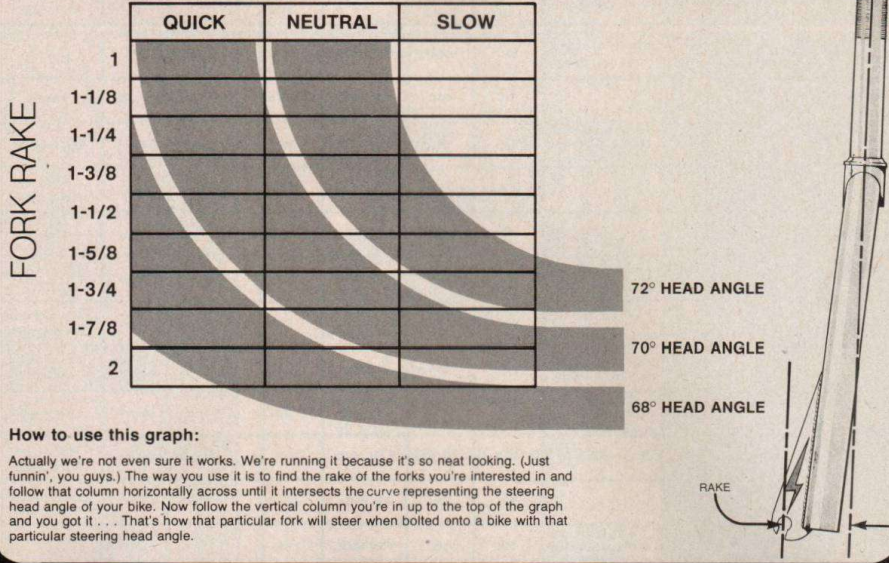 QUICK NEUTRAL SLOW
FORK RAKE
1
1-1/8
1-1/4
1-3/8
1-1/2
1-5/8
1-3/4
1-7/8
2
72° HEAD ANGLE
70° HEAD ANGLE
68° HEAD ANGLE
How to use this graph:
Actually we're not even sure it works. We're running it because it's so neat looking. (Just
funnin', you guys.) The way you use it is to find the rake of the forks you're interested in and
follow that column horizontally across until it intersects the curve representing the steering
head angle of your bike. Now follow the vertical column you're in up to the top of the graph
and you got it . . . That's how that particular fork will steer when bolted onto a bike with that
particular steering head angle.
RAKE